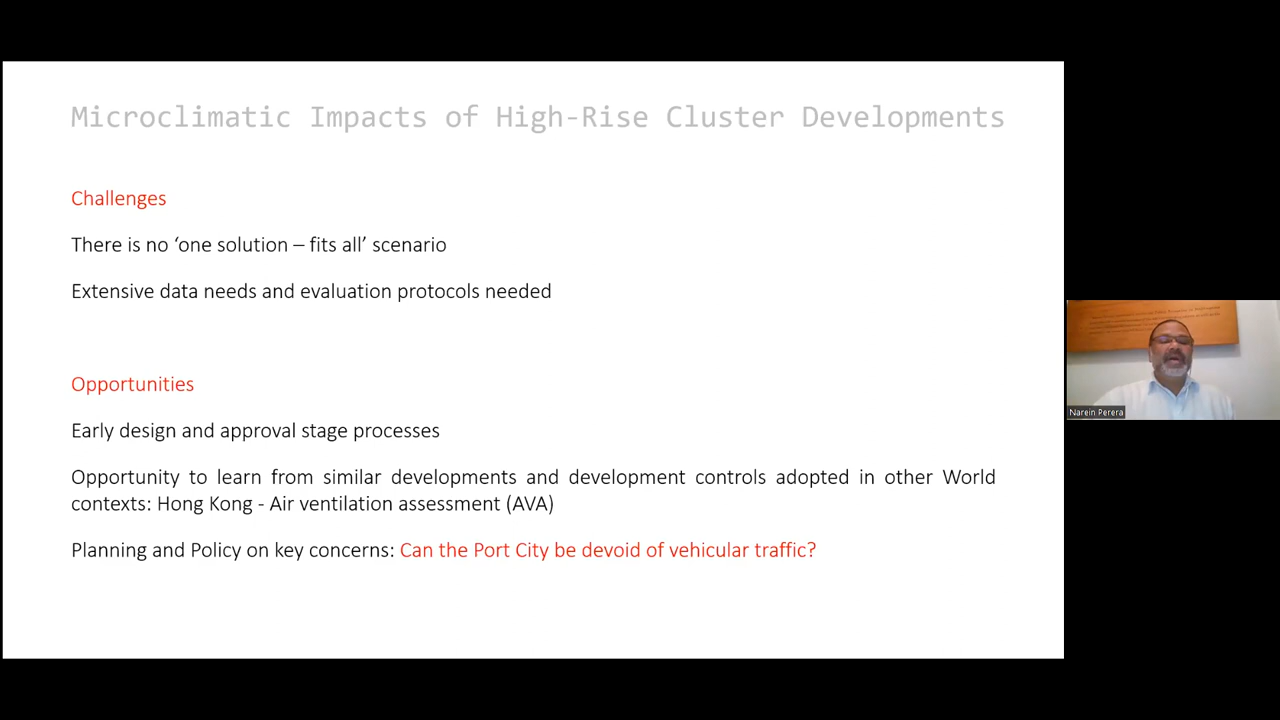 Microclimatic Impacts of High-Rise Cluster Developments
Challenges
There is no ‘one solution – fits all’ scenario
Extensive data needs and evaluation protocols needed
Opportunities
Early design and approval stage processes
Opportunity to learn from similar developments and development controls adopted in other World
contexts: Hong Kong - Air ventilation assessment (AVA)
Planning and Policy on key concerns: Can the Port City be devoid of vehicular traffic?
Narein Perera